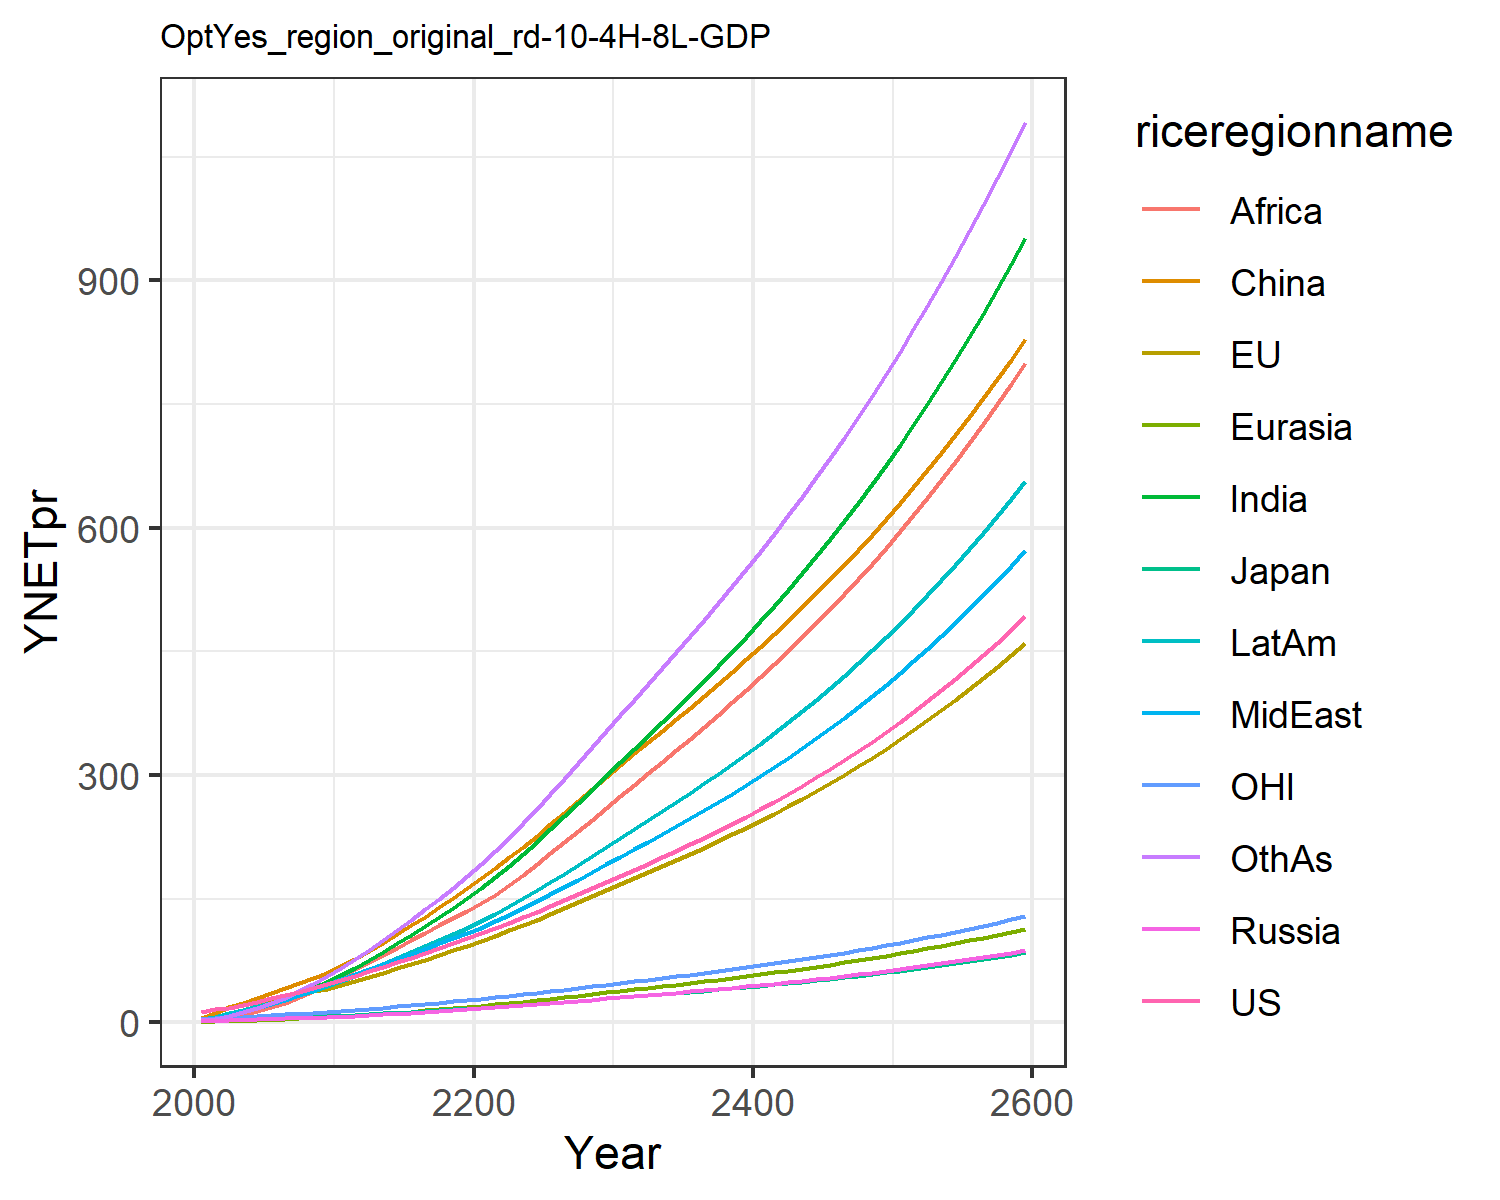 OptYes_region_original_rd-10-4H-8L-GDP
YNETpr
900
600
300
0
2000 2200 2400 2600
Year
riceregionname
Africa
China
EU
Eurasia
India
Japan
LatAm
MidEast
OHI
OthAs
Russia
US